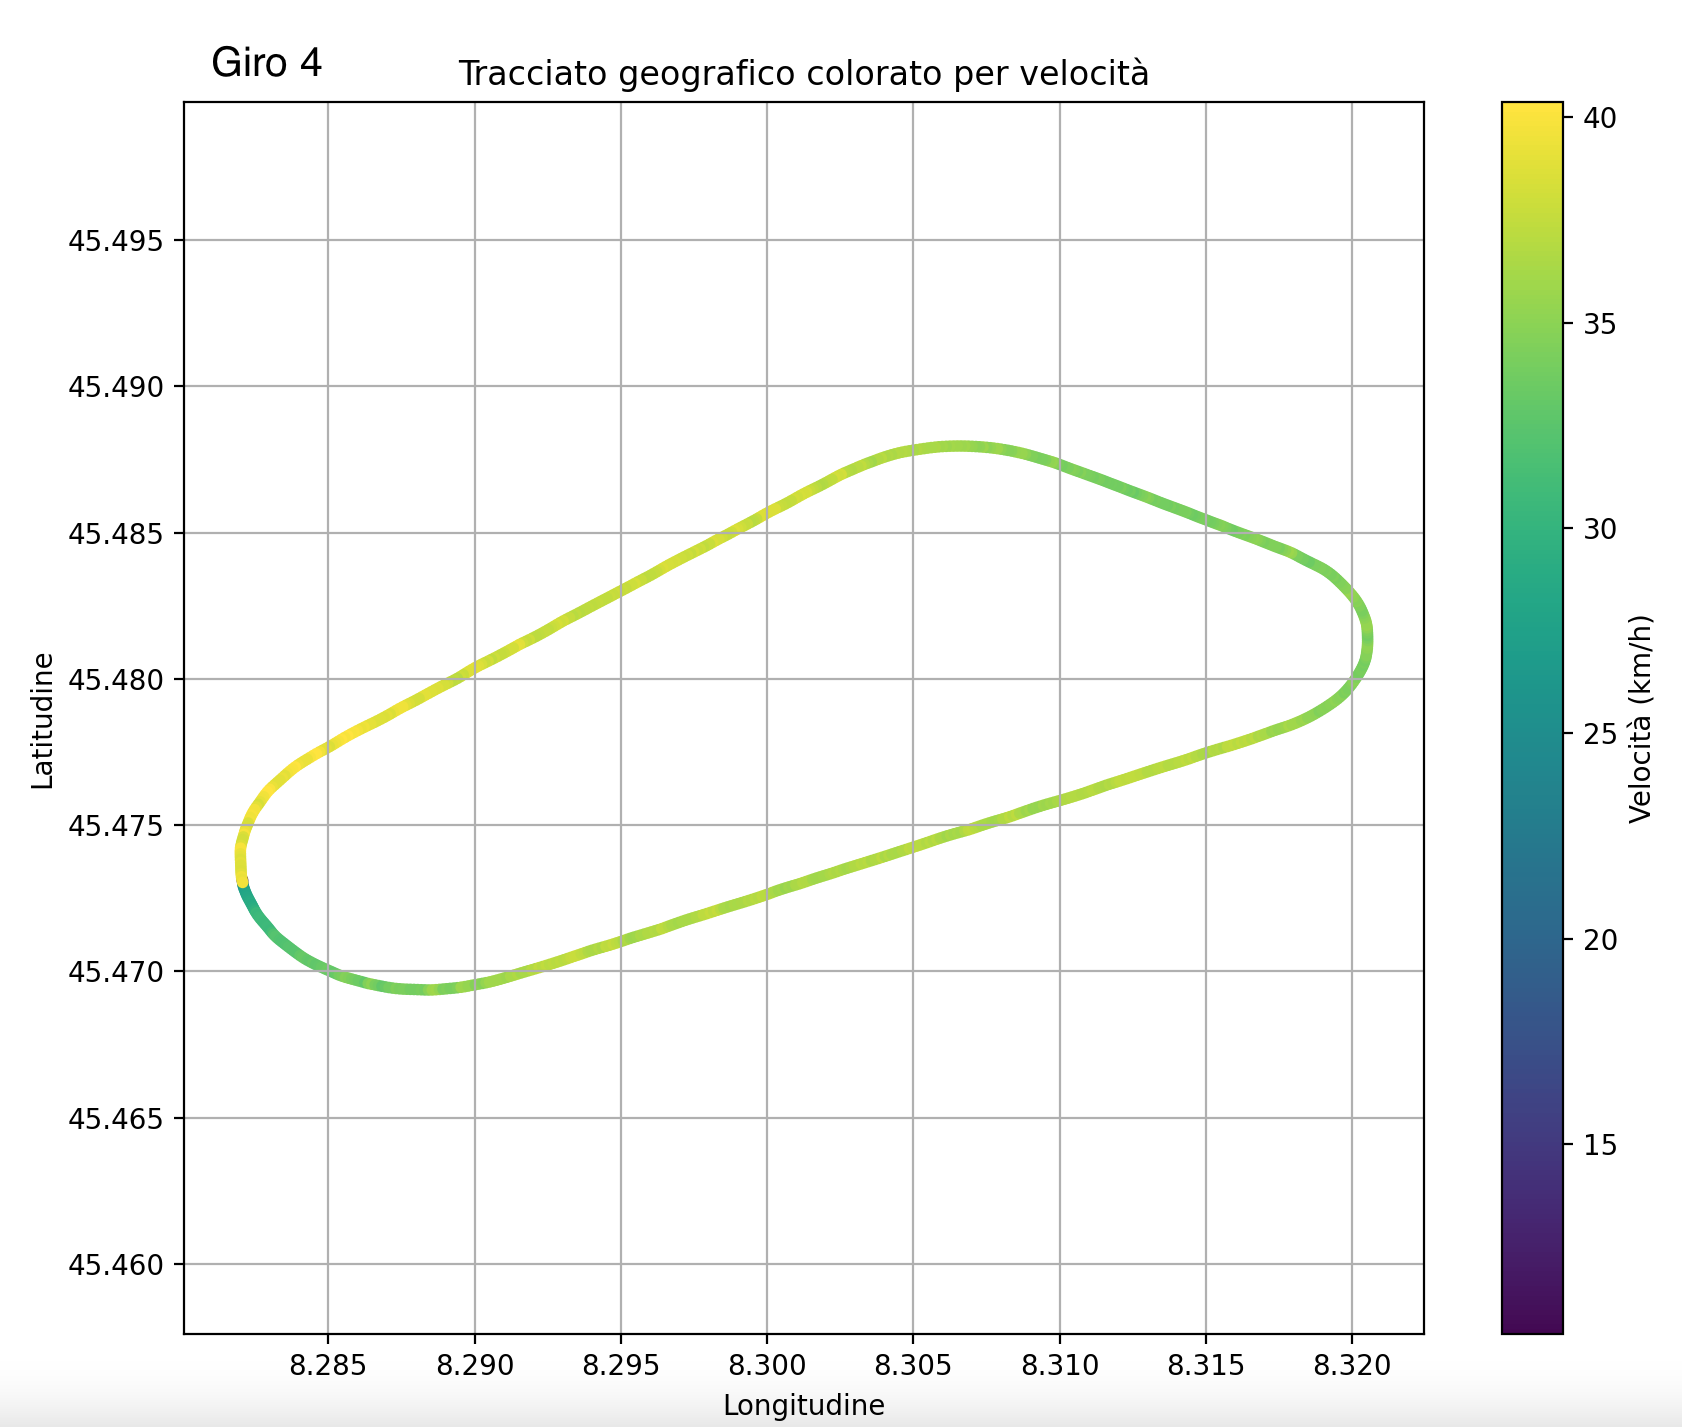 Giro 4
Tracciato geografico colorato per velocità
45.495
45.490
45.485
45.480
45.475
45.470
45.465
45.460
Latitudine
8.285 8.290 8.295 8.300 8.305 8.310 8.315 8.320
Longitudine
40
35
30
25
20
15
Velocità (km/h)